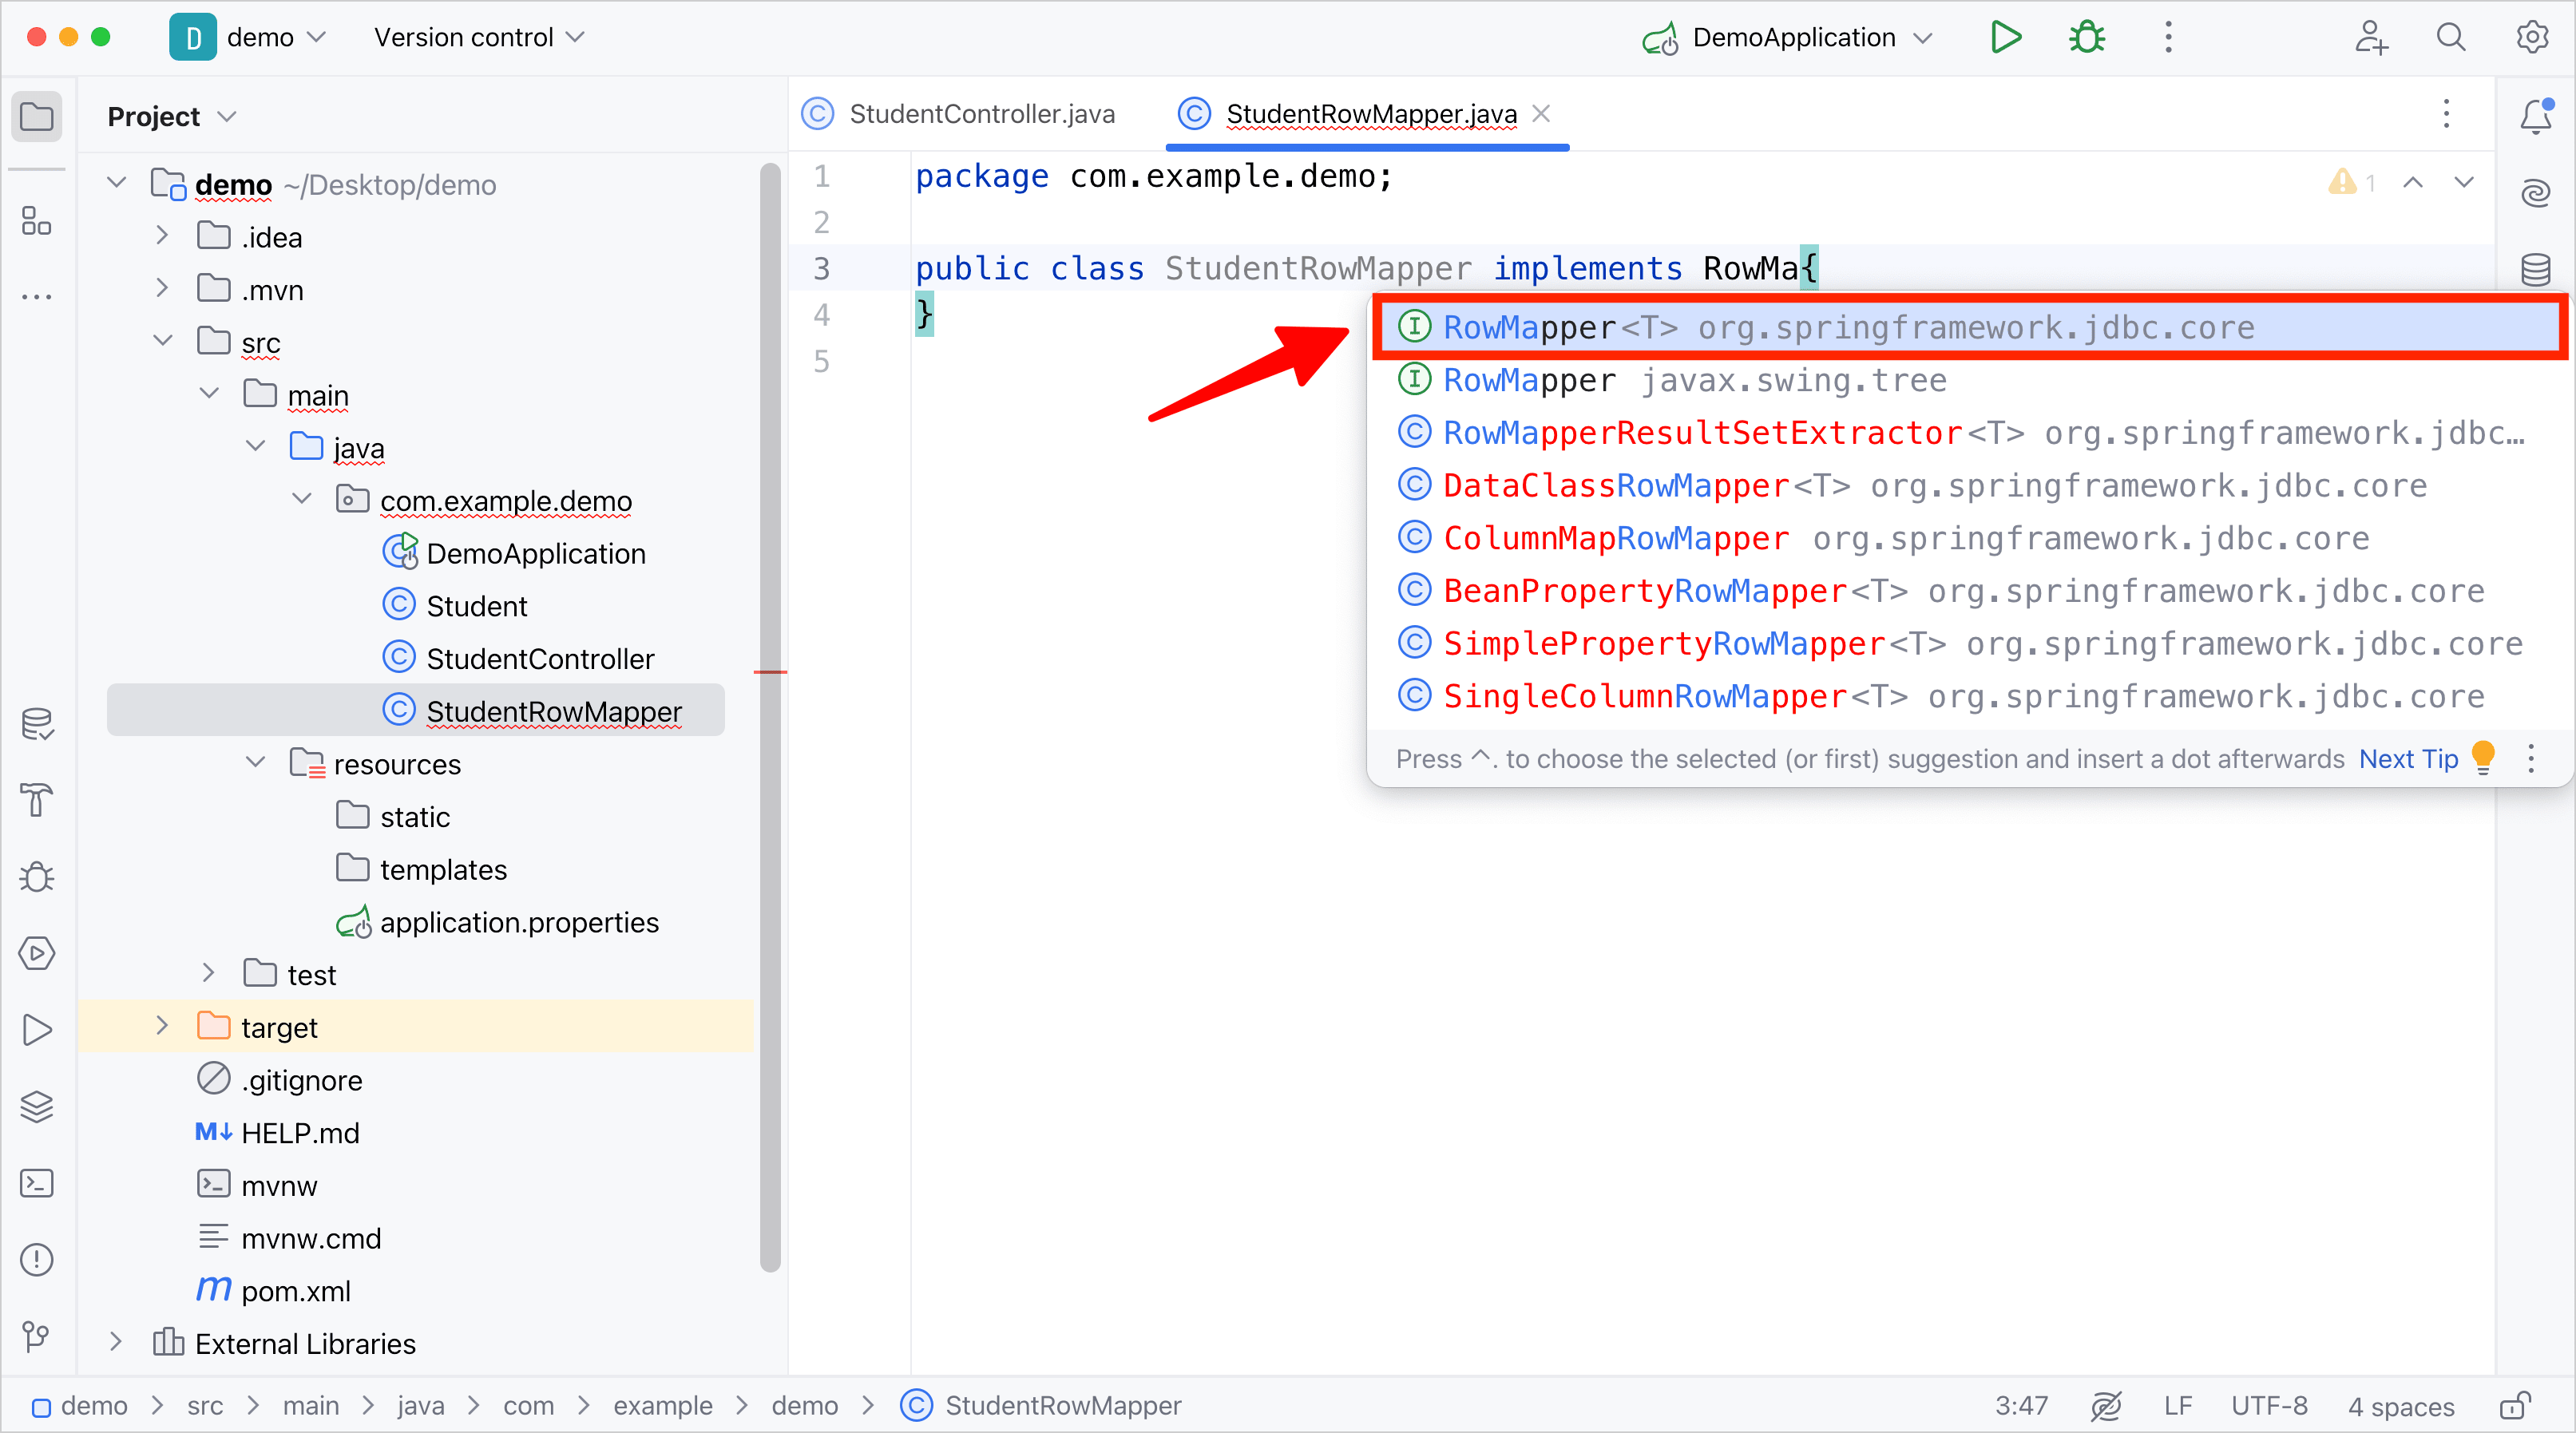 D demo Version control DemoApplication
Project
demo ~/Desktop/demo
.idea
.mvn
src
main
java
com.example.demo
DemoApplication
Student
StudentController
StudentRowMapper
resources
static
templates
application.properties
test
target
.gitignore
M↓ HELP.md
mvnw
mvnw.cmd
m pom.xml
External Libraries
C StudentController.java C StudentRowMapper.java
1 package com.example.demo;
2
3 public class StudentRowMapper implements RowMa{
4 }
5
1
I RowMapper<T> org.springframework.jdbc.core
I RowMapper javax.swing.tree
C RowMapperResultSetExtractor<T> org.springframework.jdbc…
C DataClassRowMapper<T> org.springframework.jdbc.core
C ColumnMapRowMapper org.springframework.jdbc.core
C BeanPropertyRowMapper<T> org.springframework.jdbc.core
C SimplePropertyRowMapper<T> org.springframework.jdbc.core
C SingleColumnRowMapper<T> org.springframework.jdbc.core
Press ^. to choose the selected (or first) suggestion and insert a dot afterwards Next Tip
demo > src > main > java > com > example > demo > C StudentRowMapper 3:47 LF UTF-8 4 spaces